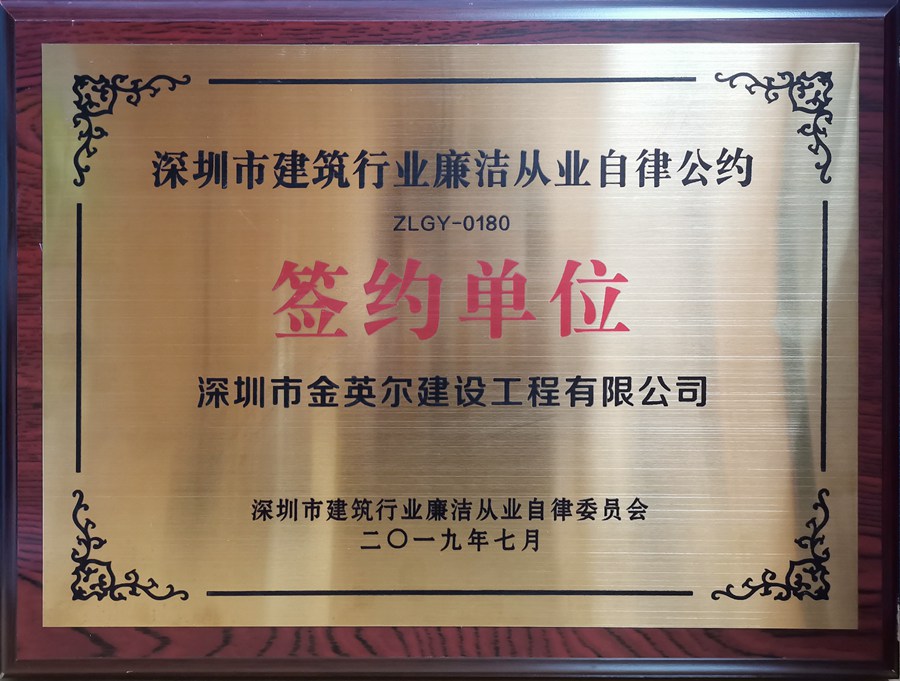 深圳市建筑行业廉洁从业自律公约
ZLGY-0180
签约单位
深圳市金英尔建设工程有限公司
深圳市建筑行业廉洁从业自律委员会
二〇一九年七月